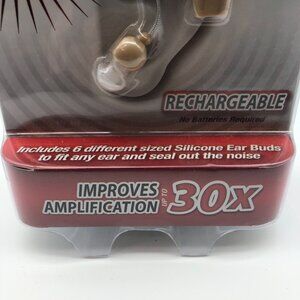 RECHARGEABLE
No Batteries Required
Includes 6 different sized Silicone Ear Buds
to fit any ear and seal out the noise
IMPROVES
AMPLIFICATION
UP TO
30X